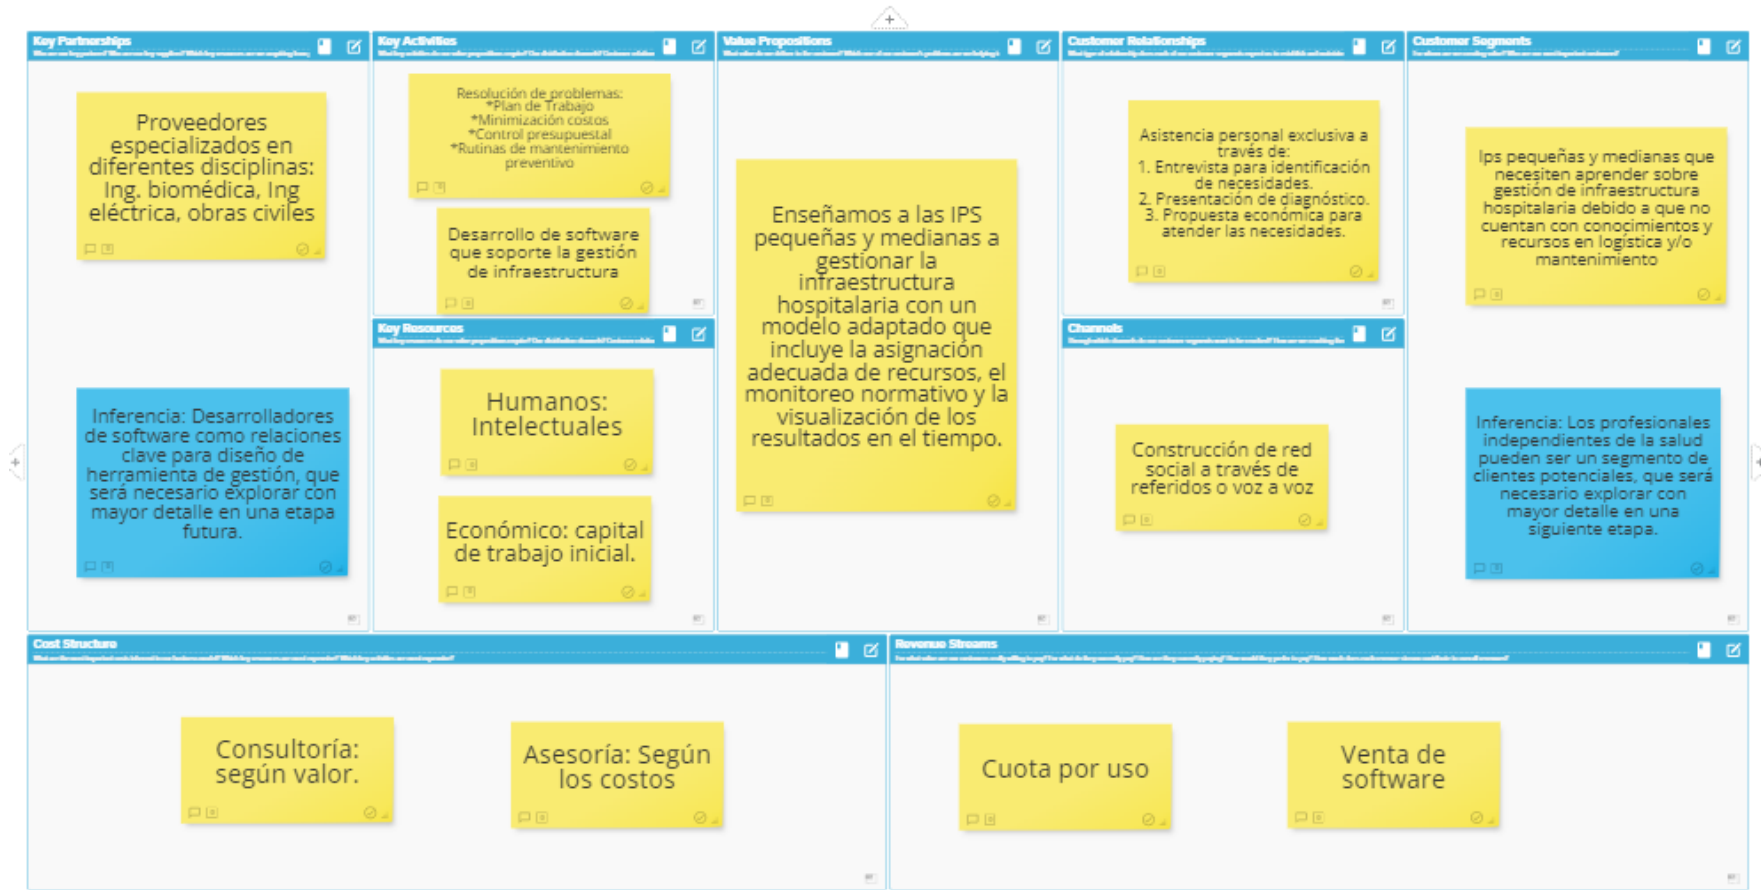 Key Partnerships
Proveedores
especializados en
diferentes disciplinas:
Ing. biomédica, Ing
eléctrica, obras civiles
Inferencia: Desarrolladores
de software como relaciones
clave para diseño de
herramienta de gestión, que
será necesario explorar con
mayor detalle en una etapa
futura.
Key Activities
Resolución de problemas:
*Plan de Trabajo
*Minimización costos
*Control presupuestal
*Rutinas de mantenimiento
preventivo
Desarrollo de software
que soporte la gestión
de infraestructura
Key Resources
Humanos:
Intelectuales
Económico: capital
de trabajo inicial.
Value Propositions
Enseñamos a las IPS
pequeñas y medianas a
gestionar la
infraestructura
hospitalaria con un
modelo adaptado que
incluye la asignación
adecuada de recursos, el
monitoreo normativo y la
visualización de los
resultados en el tiempo.
Customer Relationships
Asistencia personal exclusiva a
través de:
1. Entrevista para identificación
de necesidades.
2. Presentación de diagnóstico.
3. Propuesta económica para
atender las necesidades.
Channels
Construcción de red
social a través de
referidos o voz a voz
Customer Segments
Ips pequeñas y medianas que
necesiten aprender sobre
gestión de infraestructura
hospitalaria debido a que no
cuentan con conocimientos y
recursos en logística y/o
mantenimiento
Inferencia: Los profesionales
independientes de la salud
pueden ser un segmento de
clientes potenciales, que será
necesario explorar con
mayor detalle en una
siguiente etapa.
Cost Structure
Consultoría:
según valor.
Asesoría: Según
los costos
Revenue Streams
Cuota por uso
Venta de
software